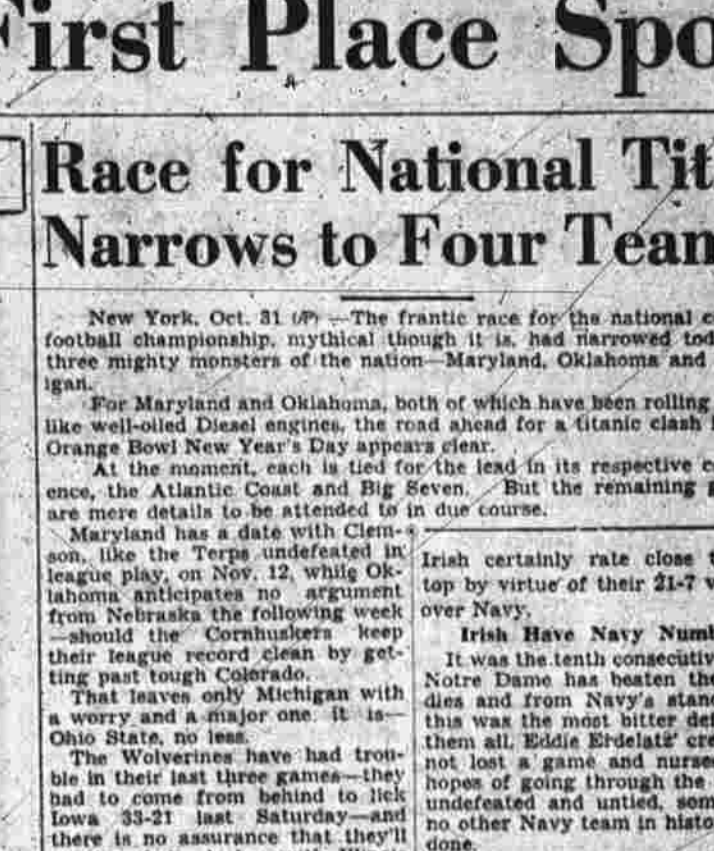 First Place Spo
Race for National Tit
Narrows to Four Team
New York, Oct. 31 (AP) —The frantic race for the national c
football championship, mythical though it is, had narrowed tod
three mighty monsters of the nation—Maryland, Oklahoma and
igan.
For Maryland and Oklahoma, both of which have been rolling
like well-oiled Diesel engines, the road ahead for a titanic clash i
Orange Bowl New Year's Day appears clear.
At the moment, each is tied for the lead in its respective c
ence, the Atlantic Coast and Big Seven. But the remaining g
are mere details to be attended to in due course.
Maryland has a date with Clem-
son, like the Terps undefeated in
league play, on Nov. 12, while Ok-
lahoma anticipates no argument
from Nebraska the following week
—should the Cornhuskers keep
their league record clean by get-
ting past tough Colorado.
That leaves only Michigan with
a worry and a major one it is—
Ohio State, no less.
The Wolverines have had trou-
ble in their last three games—they
had to come from behind to lick
Iowa 33-21 last Saturday—and
there is no assurance that they'll
Irish certainly rate close t
top by virtue of their 21-7 v
over Navy.
Irish Have Navy Numb
It was the tenth consecutiv
Notre Dame has beaten the
dies and from Navy's stand
this was the most bitter def
them all. Eddie Erdelatz' cre
not lost a game and nurse
hopes of going through the
undefeated and untied, som
no other Navy team in histo
done.